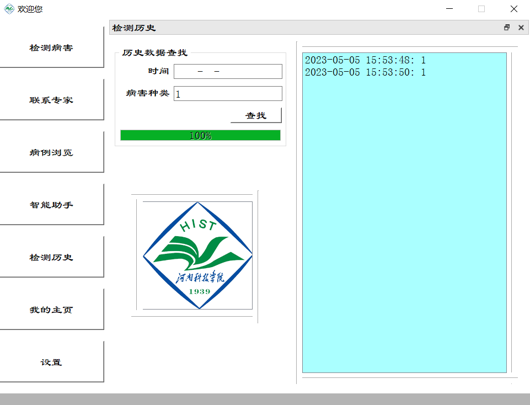 欢迎您
检测病害
联系专家
病例浏览
智能助手
检测历史
我的主页
设置
检测历史
历史数据查找
时间 - -
病害种类 1
查找
100%
HIST
河南科技学院
1939
2023-05-05 15:53:48: 1
2023-05-05 15:53:50: 1